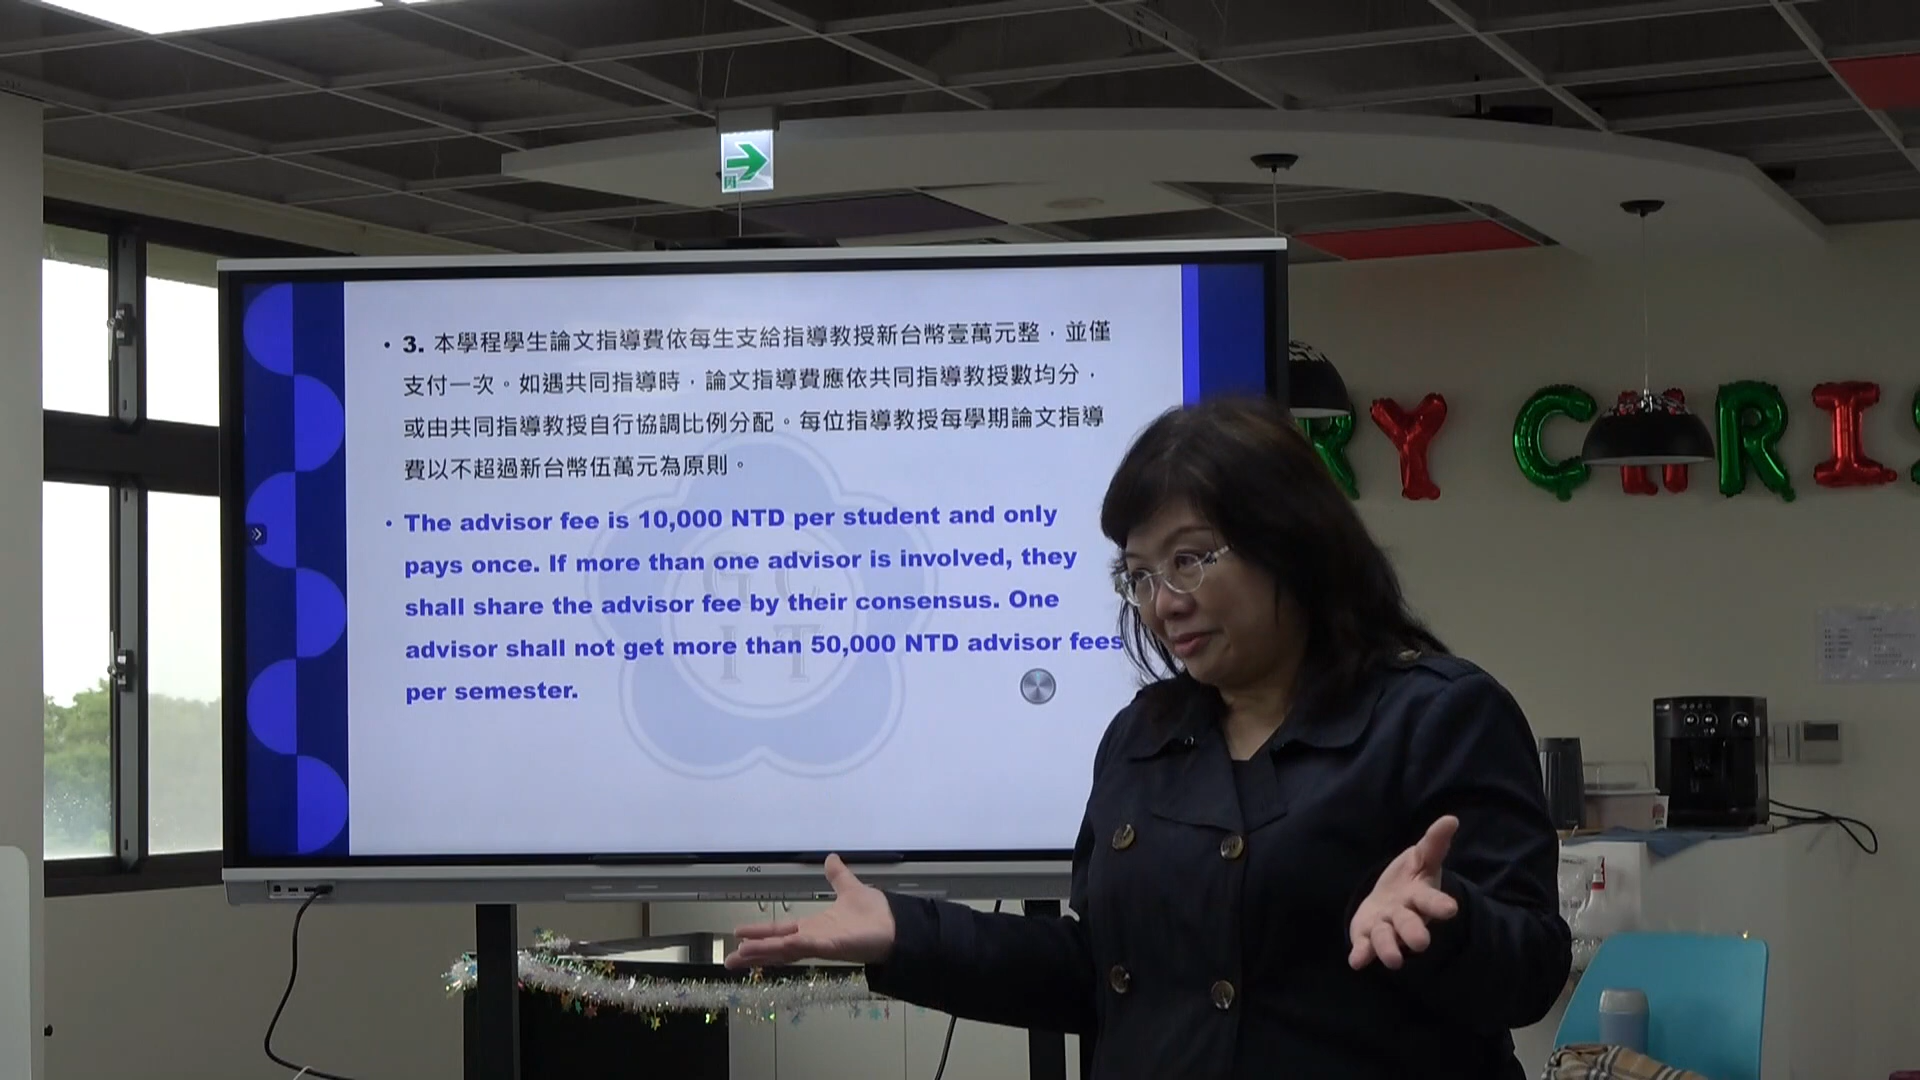 • 3. 本學程學生論文指導費依每生支給指導教授新台幣壹萬元整，並僅
支付一次。如遇共同指導時，論文指導費應依共同指導教授數均分，
或由共同指導教授自行協調比例分配。每位指導教授每學期論文指導
費以不超過新台幣伍萬元為原則。
• The advisor fee is 10,000 NTD per student and only
pays once. If more than one advisor is involved, they
shall share the advisor fee by their consensus. One
advisor shall not get more than 50,000 NTD advisor fees
per semester.
RY CHRIS
AOC